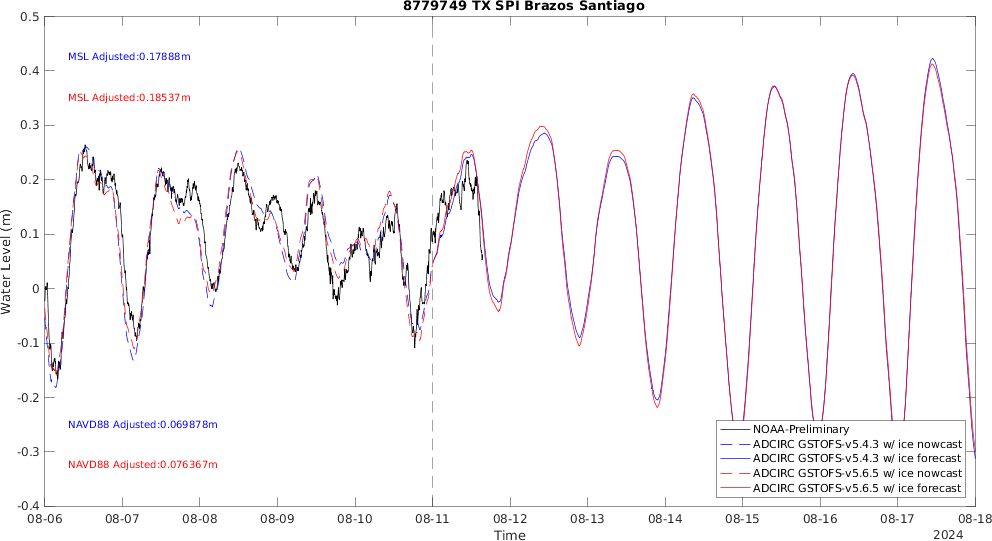 8779749 TX SPI Brazos Santiago
MSL Adjusted:0.17888m
MSL Adjusted:0.18537m
NAVD88 Adjusted:0.069878m
NAVD88 Adjusted:0.076367m
Water Level (m)
0.5
0.4
0.3
0.2
0.1
0
-0.1
-0.2
-0.3
-0.4
NOAA-Preliminary
ADCIRC GSTOFS-v5.4.3 w/ ice nowcast
ADCIRC GSTOFS-v5.4.3 w/ ice forecast
ADCIRC GSTOFS-v5.6.5 w/ ice nowcast
ADCIRC GSTOFS-v5.6.5 w/ ice forecast
08-06 08-07 08-08 08-09 08-10 08-11 08-12 08-13 08-14 08-15 08-16 08-17 08-18
Time
2024